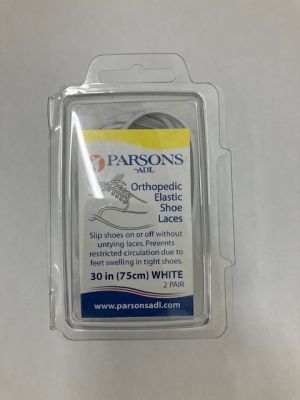 PARSONS
ADL
Orthopedic
Elastic
Shoe
Laces
Slip shoes on or off without
untying laces. Prevents
restricted circulation due to
feet swelling in tight shoes.
30 in (75cm) WHITE
2 PAIR
www.parsonsadl.com